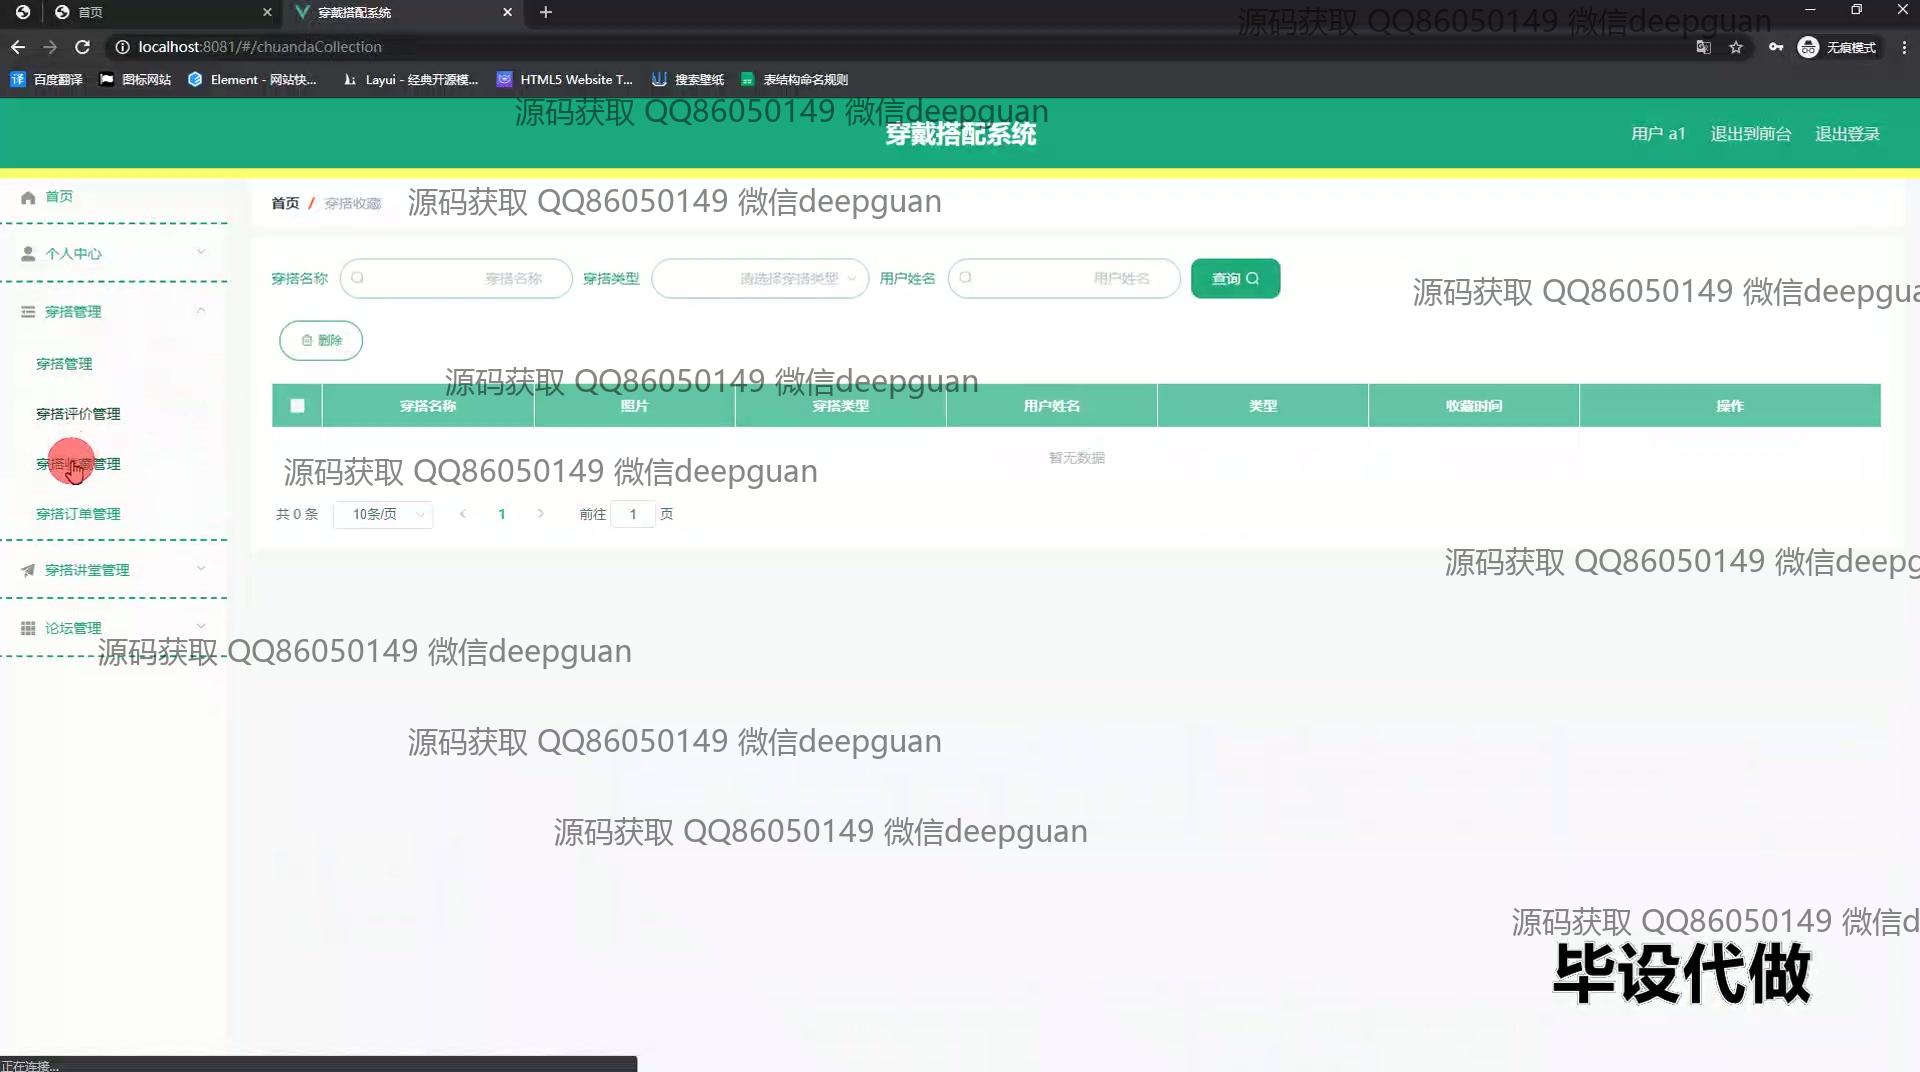 首页
穿戴搭配系统
源码获取 QQ86050149 微信deepguan
localhost:8081/#/chuandaCollection
无痕模式
百度翻译
图标网站
Element - 网站快...
Layui - 经典开源模...
HTML5 Website T...
搜索壁纸
表结构命名规则
源码获取 QQ86050149 微信deepguan
穿戴搭配系统
用户 a1
退出到前台
退出登录
首页
首页 / 穿搭收藏
源码获取 QQ86050149 微信deepguan
个人中心
穿搭名称
穿搭名称
穿搭类型
请选择穿搭类型
用户姓名
用户姓名
查询
源码获取 QQ86050149 微信deepgua
穿搭管理
删除
穿搭管理
源码获取 QQ86050149 微信deepguan
穿搭名称
照片
穿搭类型
用户姓名
类型
收藏时间
操作
穿搭评价管理
暂无数据
穿搭收藏管理
源码获取 QQ86050149 微信deepguan
穿搭订单管理
共 0 条
10条/页
1
前往 1 页
穿搭讲堂管理
源码获取 QQ86050149 微信deepg
论坛管理
源码获取 QQ86050149 微信deepguan
源码获取 QQ86050149 微信deepguan
源码获取 QQ86050149 微信deepguan
源码获取 QQ86050149 微信d
毕设代做
正在连接...